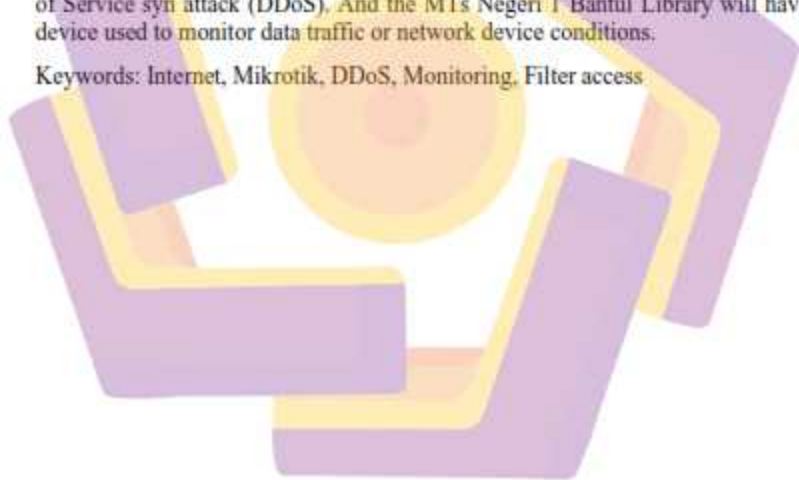 of Service syn attack (DDoS). And the MTs Negeri 1 Bantul Library will hav
device used to monitor data traffic or network device conditions.
Keywords: Internet, Mikrotik, DDoS, Monitoring, Filter access